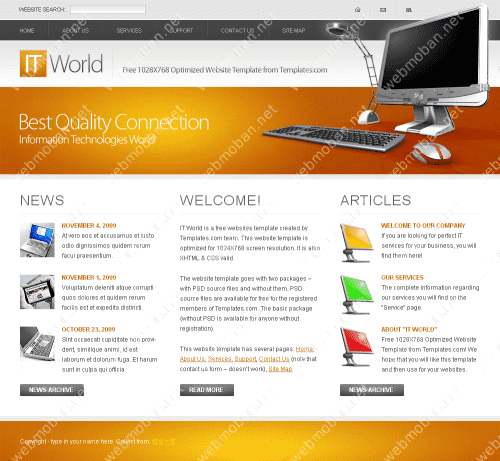 WEBSITE SEARCH:
HOME
ABOUT US
SERVICES
SUPPORT
CONTACT US
SITE MAP
IT World
Free 1028X768 Optimized Website Template from Templates.com
Best Quality Connection
Information Technologies World
NEWS
NOVEMBER 4, 2009
At vero eos et accusamus et iusto
odio dignissimos quidem rerum
facui praesentium.
NOVEMBER 1, 2009
Voluptatum deleniti atque corrupti
quos dolores et quidem rerum
facilis est et expedita distincti.
OCTOBER 23, 2009
Sint occaecati cupiditate non provi-
dent, similique animi, id est
laborum et dolorum fuga. Et harum
sunt in culpa qui officia.
NEWS ARCHIVE
WELCOME!
IT World is a free websites template created by
Templates.com team. This website template is
optimized for 1024X768 screen resolution. It is also
XHTML & CSS valid.
The website template goes with two packages –
with PSD source files and without them. PSD
source files are available for free for the registered
members of Templates.com. The basic package
(without PSD is available for anyone without
registration).
This website template has several pages: Home,
About Us, Services, Support, Contact Us (note that
contact us form – doesn't work), Site Map.
READ MORE
ARTICLES
WELCOME TO OUR COMPANY
If you are looking for perfect IT
services for your business, you will
find them here!
OUR SERVICES
The complete information regarding
our services you will find on the
"Service" page.
ABOUT "IT WORLD"
Free 1028X768 Optimized Website
Template from Templates.com! We
hope that you will like this template
and then use for your websites.
NEWS ARCHIVE
Copyright - type in your name here. Collect from:
webmoban.net